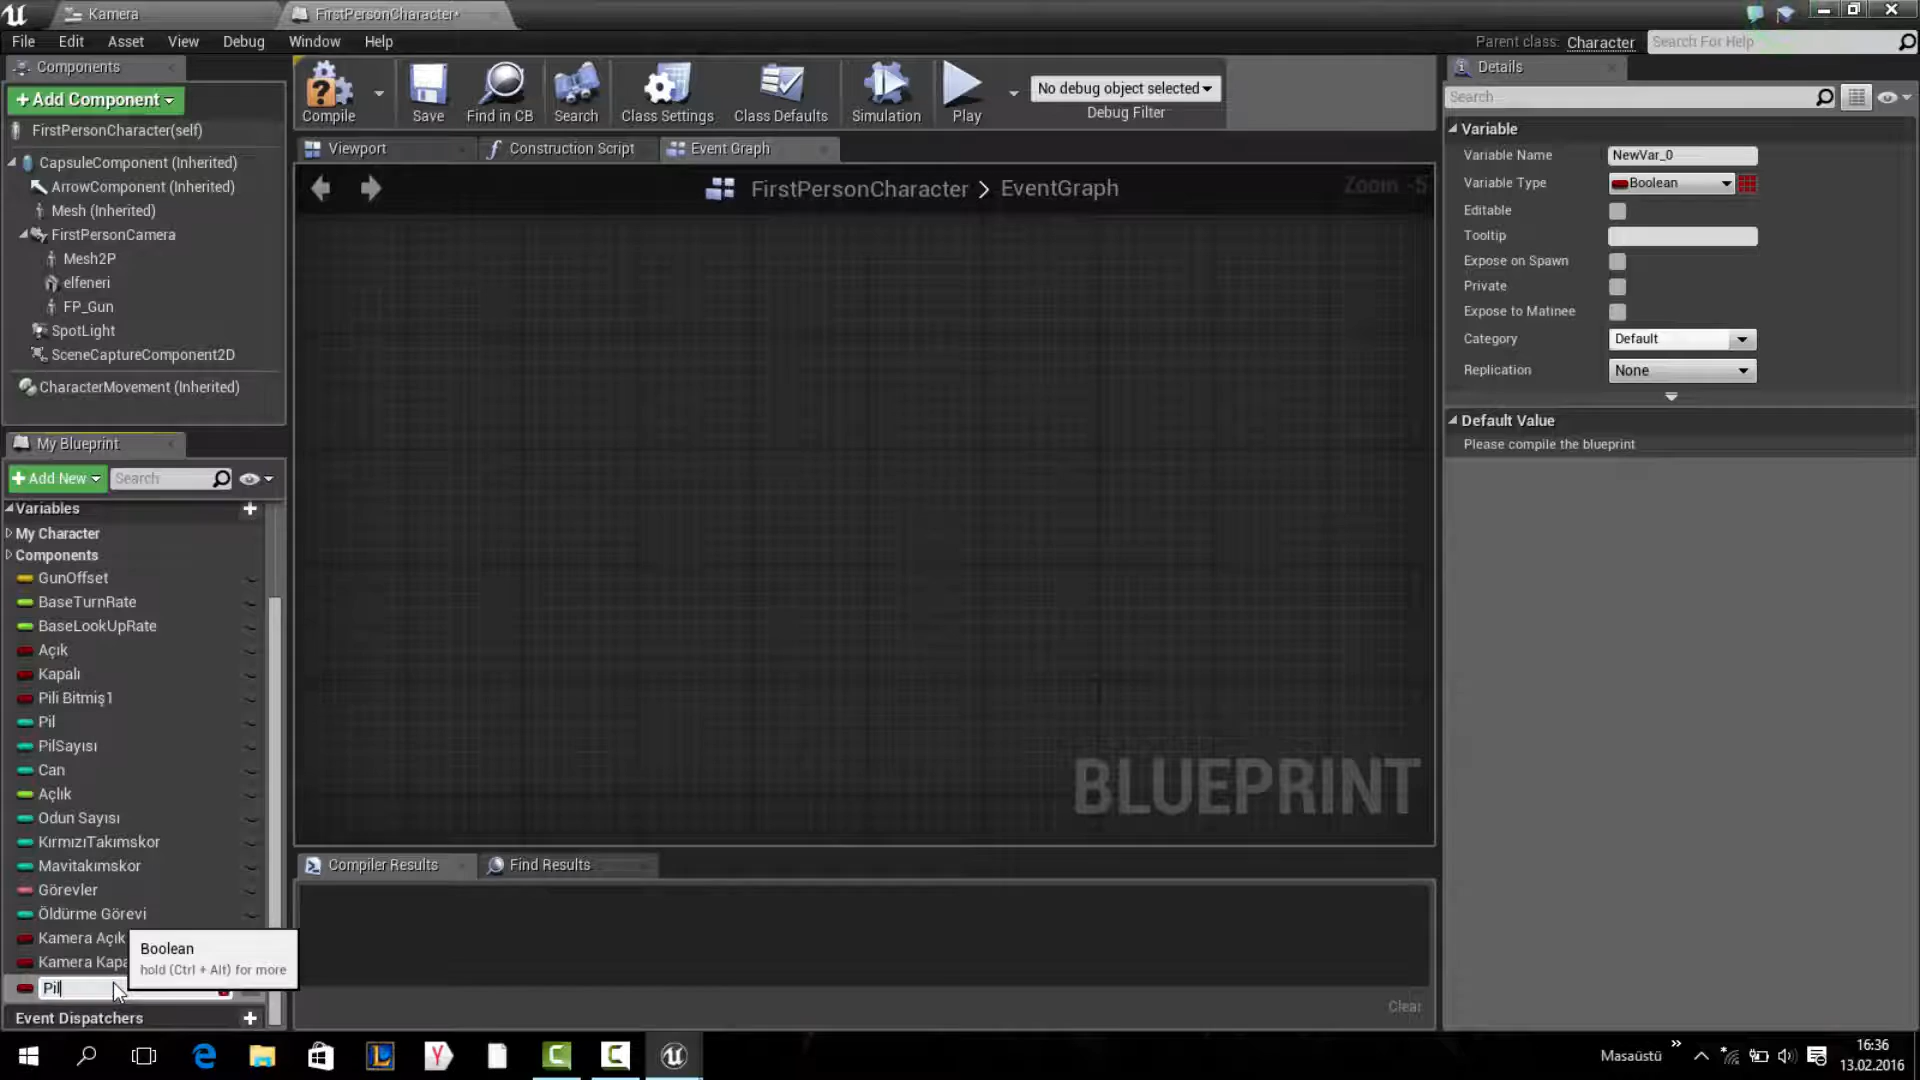 Kamera
FirstPersonCharacter*
File Edit Asset View Debug Window Help
Parent class: Character
Search For Help
Components
Add Component
FirstPersonCharacter(self)
CapsuleComponent (Inherited)
ArrowComponent (Inherited)
Mesh (Inherited)
FirstPersonCamera
Mesh2P
elfeneri
FP_Gun
SpotLight
SceneCaptureComponent2D
CharacterMovement (Inherited)
Compile
Save
Find in CB
Search
Class Settings
Class Defaults
Simulation
Play
No debug object selected
Debug Filter
Viewport
Construction Script
Event Graph
FirstPersonCharacter > EventGraph
Zoom -5
BLUEPRINT
My Blueprint
Add New
Search
Variables
My Character
Components
GunOffset
BaseTurnRate
BaseLookUpRate
Açık
Kapalı
Pili Bitmiş1
Pil
PilSayısı
Can
Açlık
Odun Sayısı
KırmızıTakımskor
Mavitakımskor
Görevler
Öldürme Görevi
Kamera Açık
Kamera Kapa
Pil
Boolean
hold (Ctrl + Alt) for more
Event Dispatchers
Compiler Results
Find Results
Clear
Details
Search
Variable
Variable Name NewVar_0
Variable Type Boolean
Editable
Tooltip
Expose on Spawn
Private
Expose to Matinee
Category Default
Replication None
Default Value
Please compile the blueprint
Masaüstü
16:36
13.02.2016